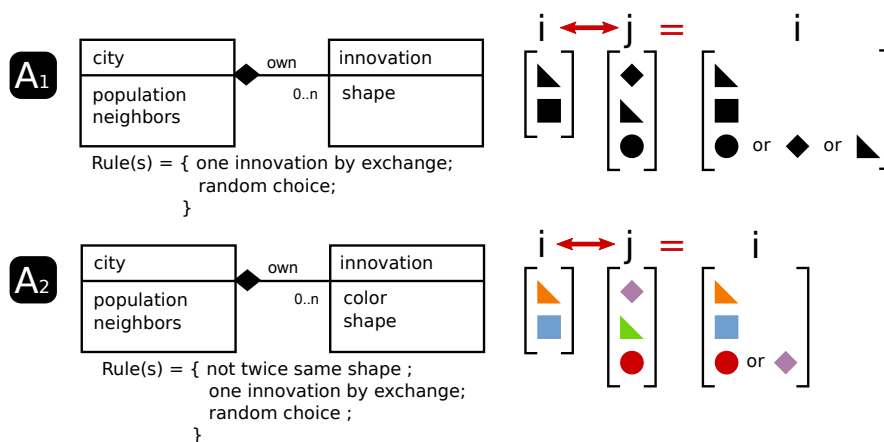 A1
city
population
neighbors
own
0..n
innovation
shape
Rule(s) = { one innovation by exchange;
random choice;
}
i j = i
or or
A2
city
population
neighbors
own
0..n
innovation
color
shape
Rule(s) = { not twice same shape ;
one innovation by exchange;
random choice ;
}
i j = i
or